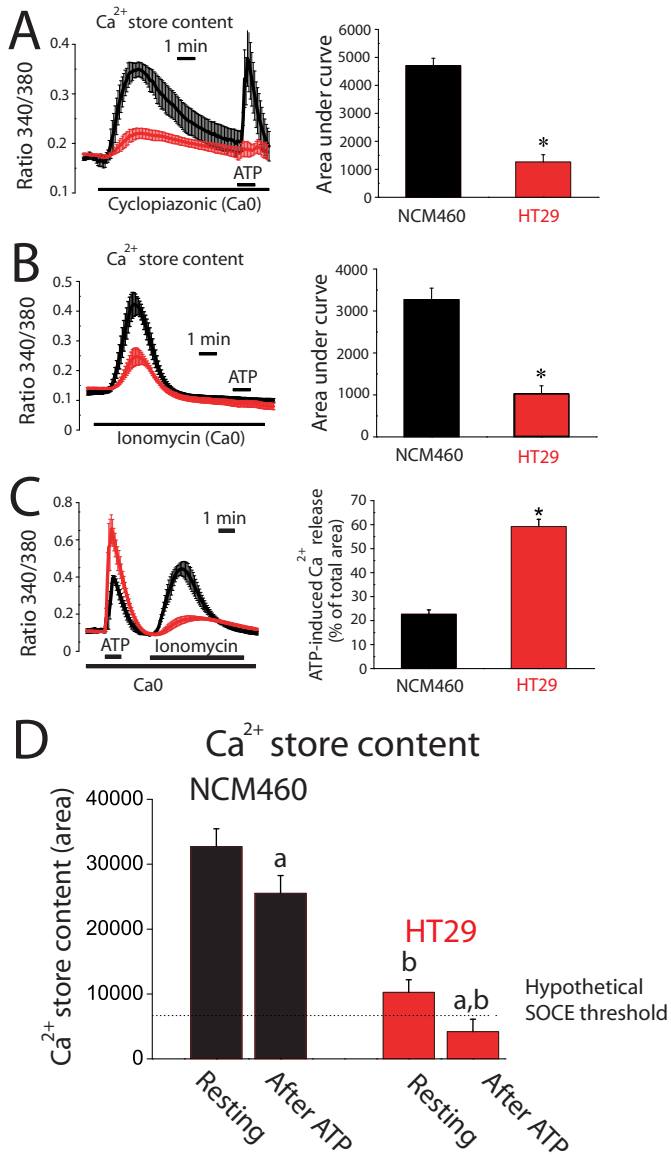 A
Ca2+ store content
1 min
Ratio 340/380
0.4
0.3
0.2
0.1
ATP
Cyclopiazonic (Ca0)
Area under curve
6000
5000
4000
3000
2000
1000
0
*
NCM460
HT29
B
Ca2+ store content
1 min
Ratio 340/380
0.5
0.4
0.3
0.2
0.1
0
ATP
Ionomycin (Ca0)
Area under curve
4000
3000
2000
1000
0
*
NCM460
HT29
C
1 min
Ratio 340/380
0.8
0.6
0.4
0.2
0
ATP
Ionomycin
Ca0
ATP-induced Ca2+ release
(% of total area)
70
60
50
40
30
20
10
0
*
NCM460
HT29
D
Ca2+ store content
NCM460
Ca2+ store content (area)
40000
30000
20000
10000
0
a
HT29
b
a,b
Hypothetical
SOCE threshold
Resting
After ATP
Resting
After ATP